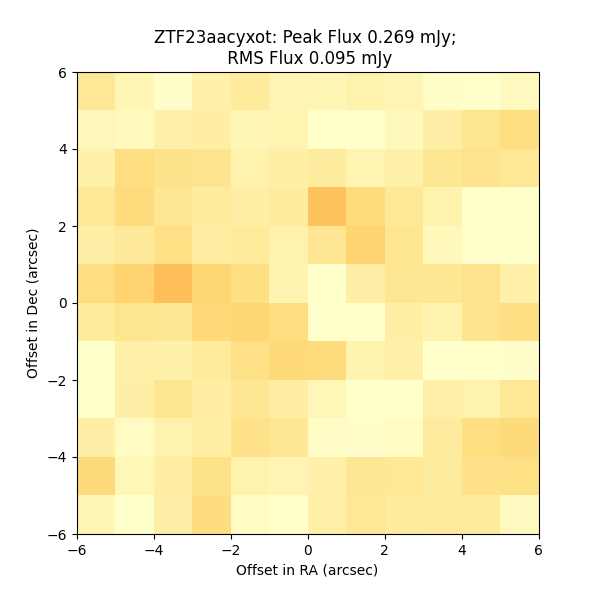 ZTF23aacyxot: Peak Flux 0.269 mJy;
RMS Flux 0.095 mJy
6
4
2
0
−2
−4
−6
Offset in Dec (arcsec)
−6 −4 −2 0 2 4 6
Offset in RA (arcsec)